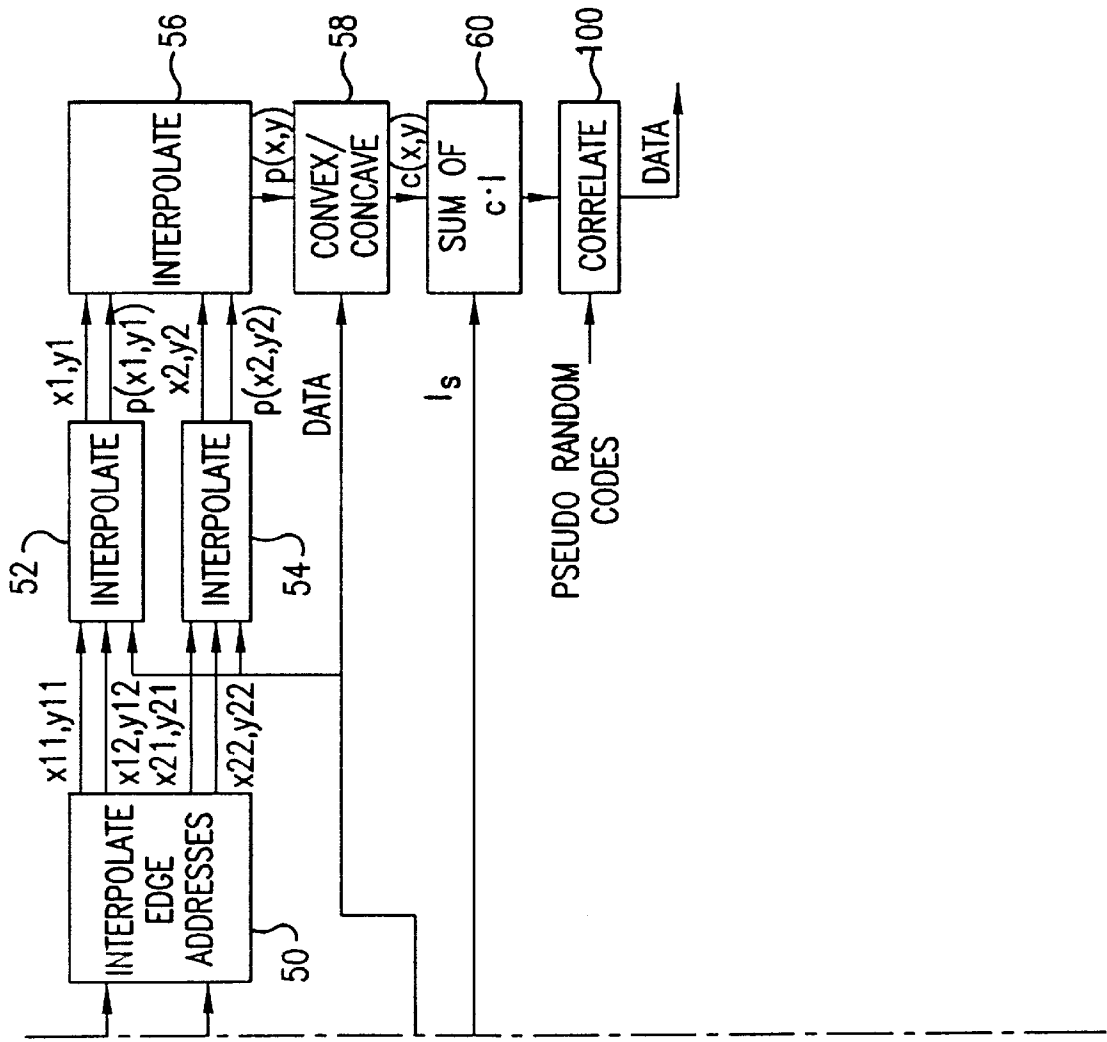 INTERPOLATE
EDGE
ADDRESSES
50
x11,y11
x12,y12
x21,y21
x22,y22
52
INTERPOLATE
INTERPOLATE
54
x1,y1
p(x1,y1)
x2,y2
p(x2,y2)
INTERPOLATE
56
p(x,y)
DATA
CONVEX/
CONCAVE
58
c(x,y)
Is
SUM OF
c·I
60
PSEUDO RANDOM
CODES
CORRELATE
100
DATA